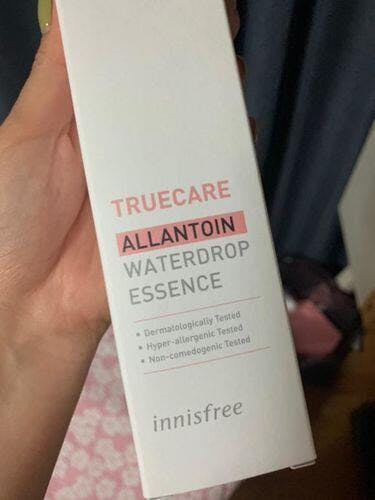 TRUECARE
ALLANTOIN
WATERDROP
ESSENCE
• Dermatologically Tested
• Hyper-allergenic Tested
• Non-comedogenic Tested
innisfree